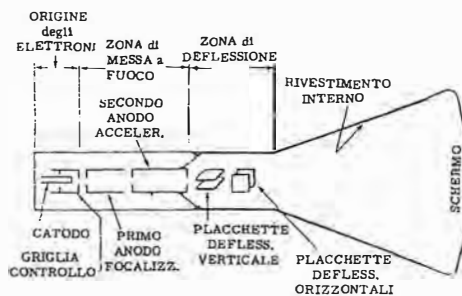 ORIGINE
degli
ELETTRONI
ZONA di
MESSA a
FUOCO
ZONA di
DEFLESSIONE
SECONDO
ANODO
ACCELER.
RIVESTIMENTO
INTERNO
SCHERMO
CATODO
GRIGLIA
CONTROLLO
PRIMO
ANODO
FOCALIZZ.
PLACCHETTE
DEFLESS.
VERTICALE
PLACCHETTE
DEFLESS.
ORIZZONTALI